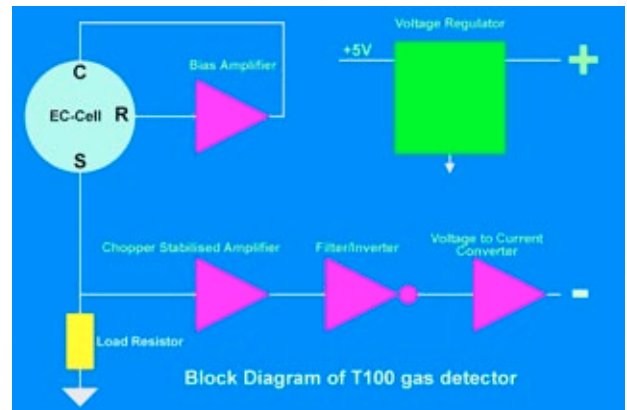 Voltage Regulator
+5V
+
C
Bias Amplifier
EC-Cell R
S
Chopper Stabilised Amplifier
Filter/Inverter
Voltage to Current
Converter
-
Load Resistor
Block Diagram of T100 gas detector